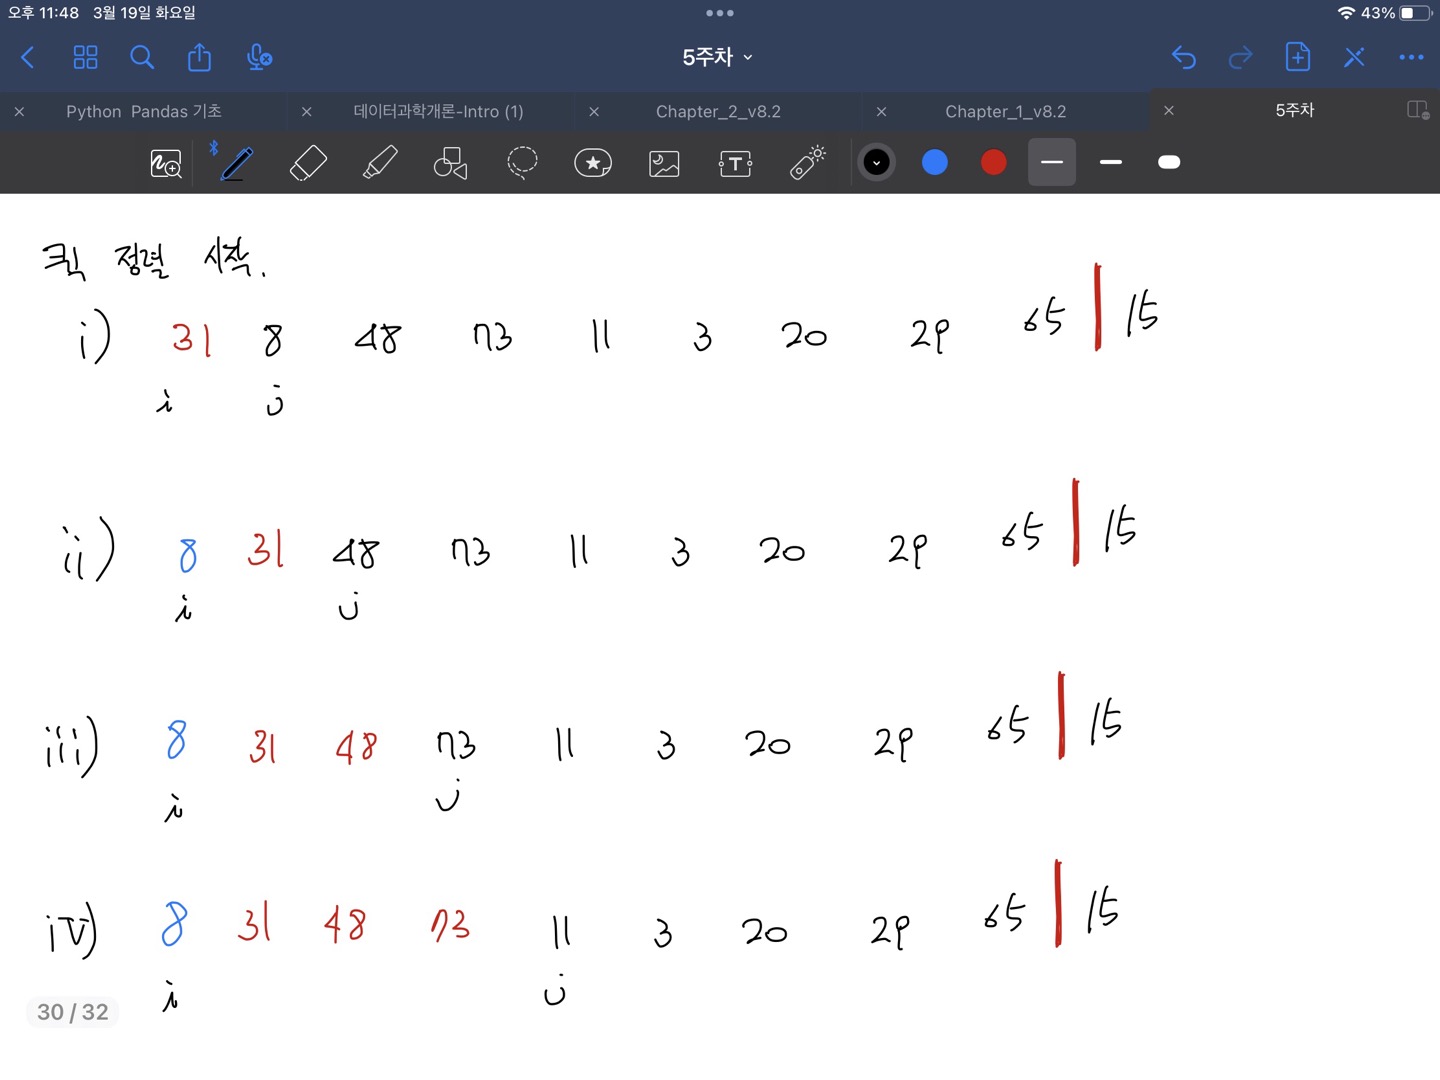 오후 11:48 3월 19일 화요일
43%
5주차
Python Pandas 기초
데이터과학개론-Intro (1)
Chapter_2_v8.2
Chapter_1_v8.2
5주차
퀵 정렬 시작.
i) 31 8 48 73 11 3 20 29 65 | 15
i j
ii) 8 31 48 73 11 3 20 29 65 | 15
i j
iii) 8 31 48 73 11 3 20 29 65 | 15
i j
iv) 8 31 48 73 11 3 20 29 65 | 15
i j
30 / 32